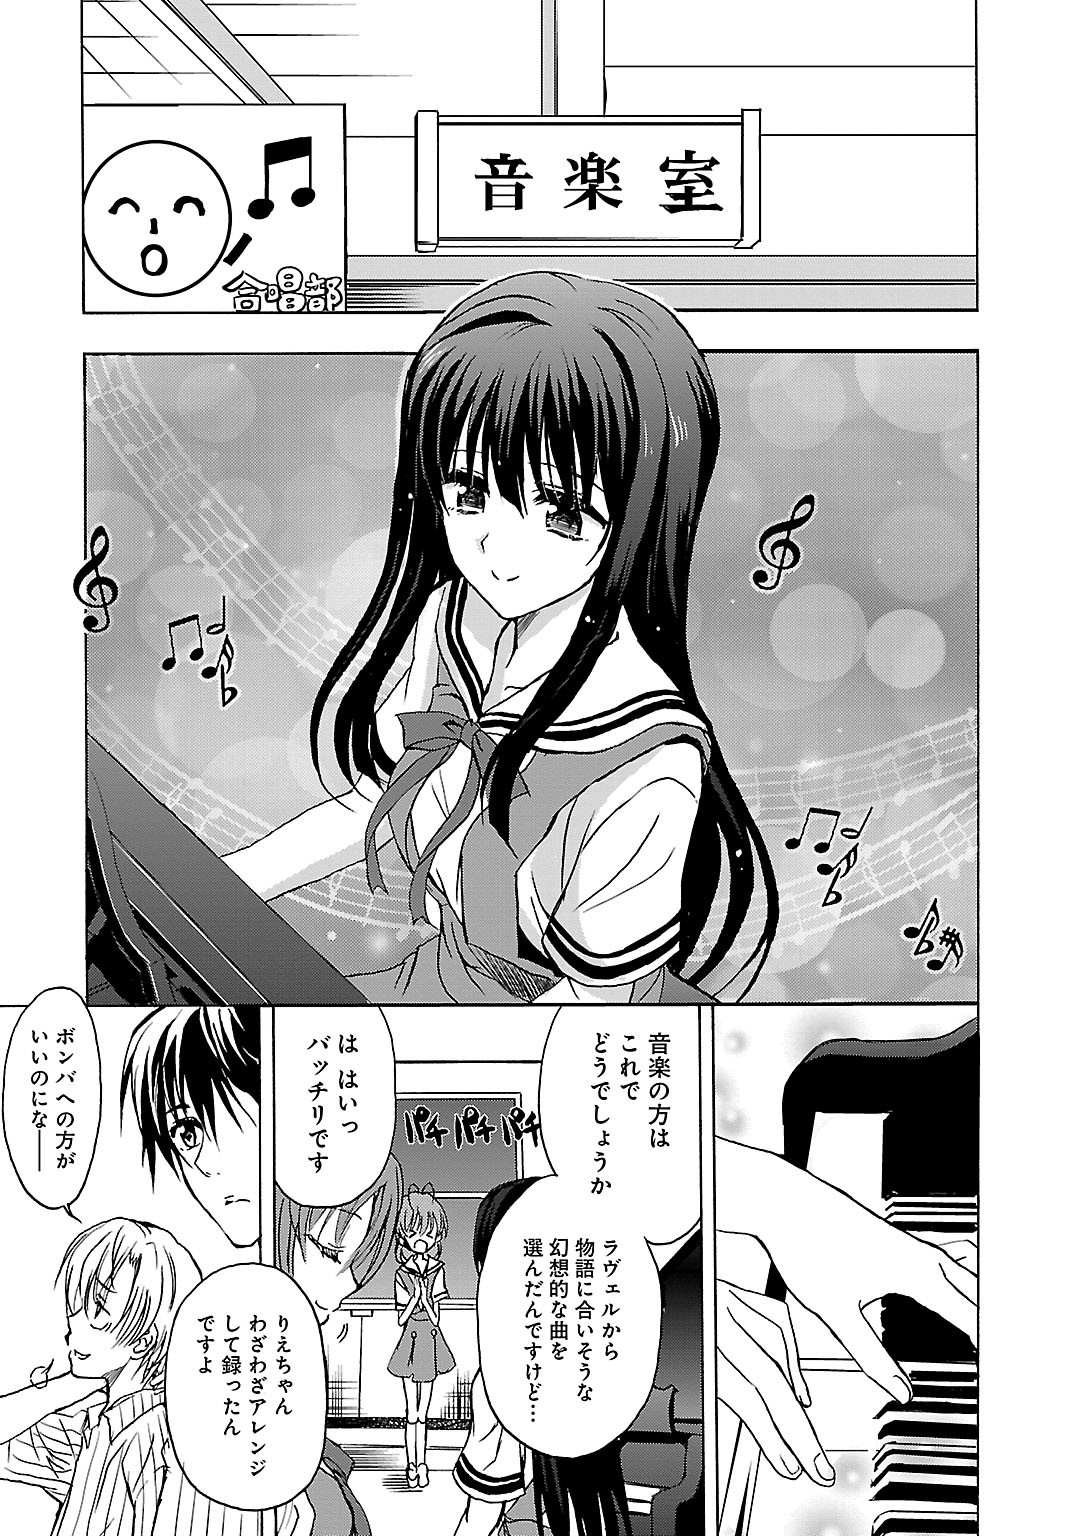 音楽室
合唱部
音楽の方は
これで
どうでしょうか
ラヴェルから
物語に合いそうな
幻想的な曲を
選んだんですけど…
パチパチパチ
は はいっ
バッチリです
りえちゃん
わざわざアレンジ
して録ったん
ですよ
ボンバヘの方が
いいのにな――